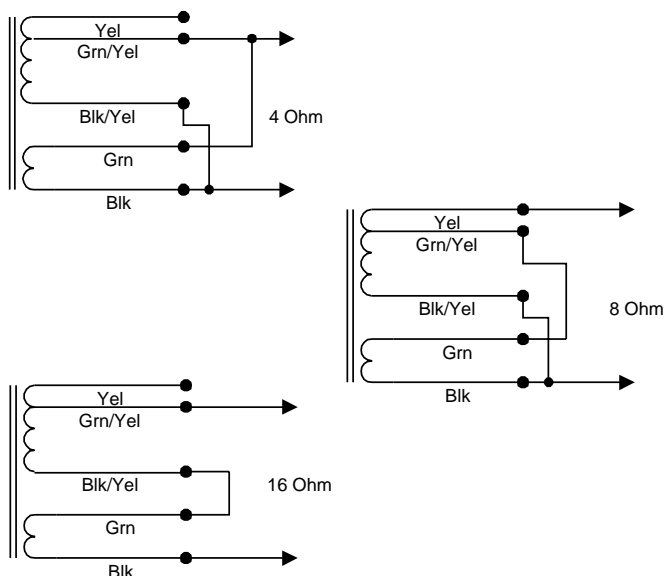 Yel
Grn/Yel
Blk/Yel
4 Ohm
Grn
Blk
Yel
Grn/Yel
Blk/Yel
8 Ohm
Grn
Blk
Yel
Grn/Yel
Blk/Yel
16 Ohm
Grn
Blk